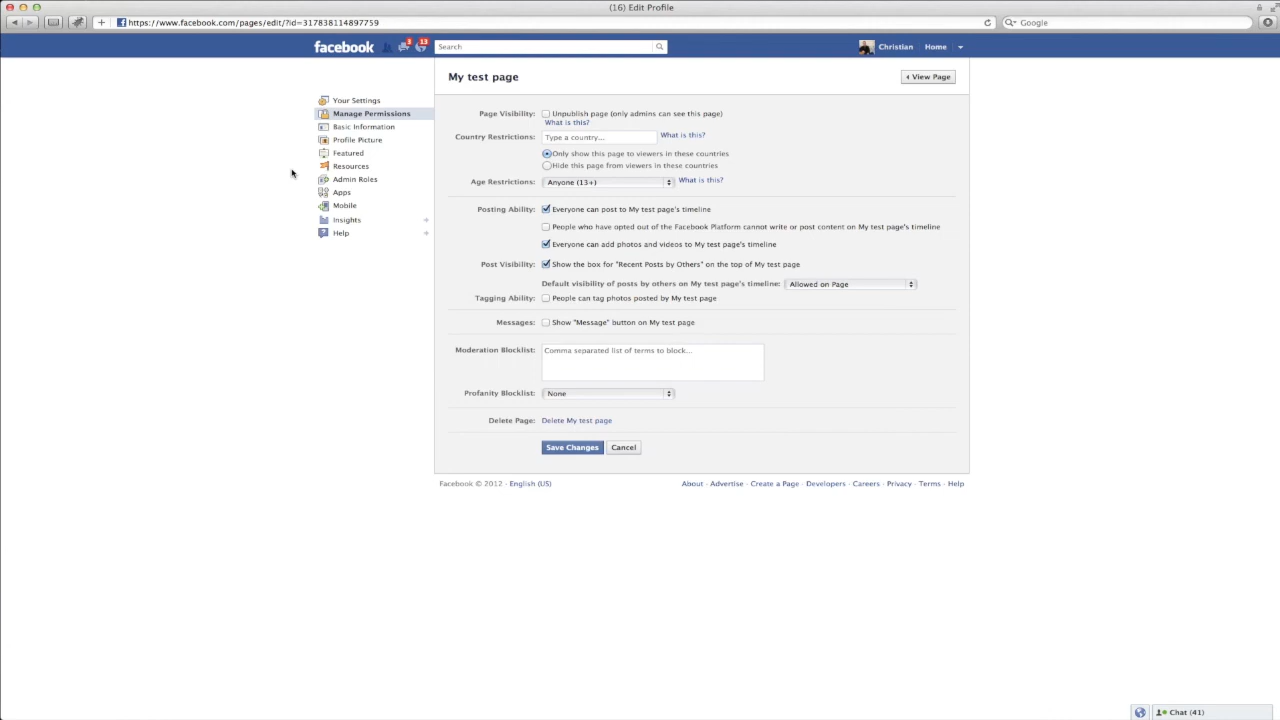 (16) Edit Profile
https://www.facebook.com/pages/edit/?id=317838114897759
Google
facebook
3
13
Search
Christian
Home
My test page
View Page
Your Settings
Manage Permissions
Basic Information
Profile Picture
Featured
Resources
Admin Roles
Apps
Mobile
Insights
Help
Page Visibility: Unpublish page (only admins can see this page)
What is this?
Country Restrictions: Type a country... What is this?
Only show this page to viewers in these countries
Hide this page from viewers in these countries
Age Restrictions: Anyone (13+) What is this?
Posting Ability: Everyone can post to My test page's timeline
People who have opted out of the Facebook Platform cannot write or post content on My test page's timeline
Everyone can add photos and videos to My test page's timeline
Post Visibility: Show the box for "Recent Posts by Others" on the top of My test page
Default visibility of posts by others on My test page's timeline: Allowed on Page
Tagging Ability: People can tag photos posted by My test page
Messages: Show "Message" button on My test page
Moderation Blocklist: Comma separated list of terms to block...
Profanity Blocklist: None
Delete Page: Delete My test page
Save Changes Cancel
Facebook © 2012 · English (US)
About · Advertise · Create a Page · Developers · Careers · Privacy · Terms · Help
Chat (41)